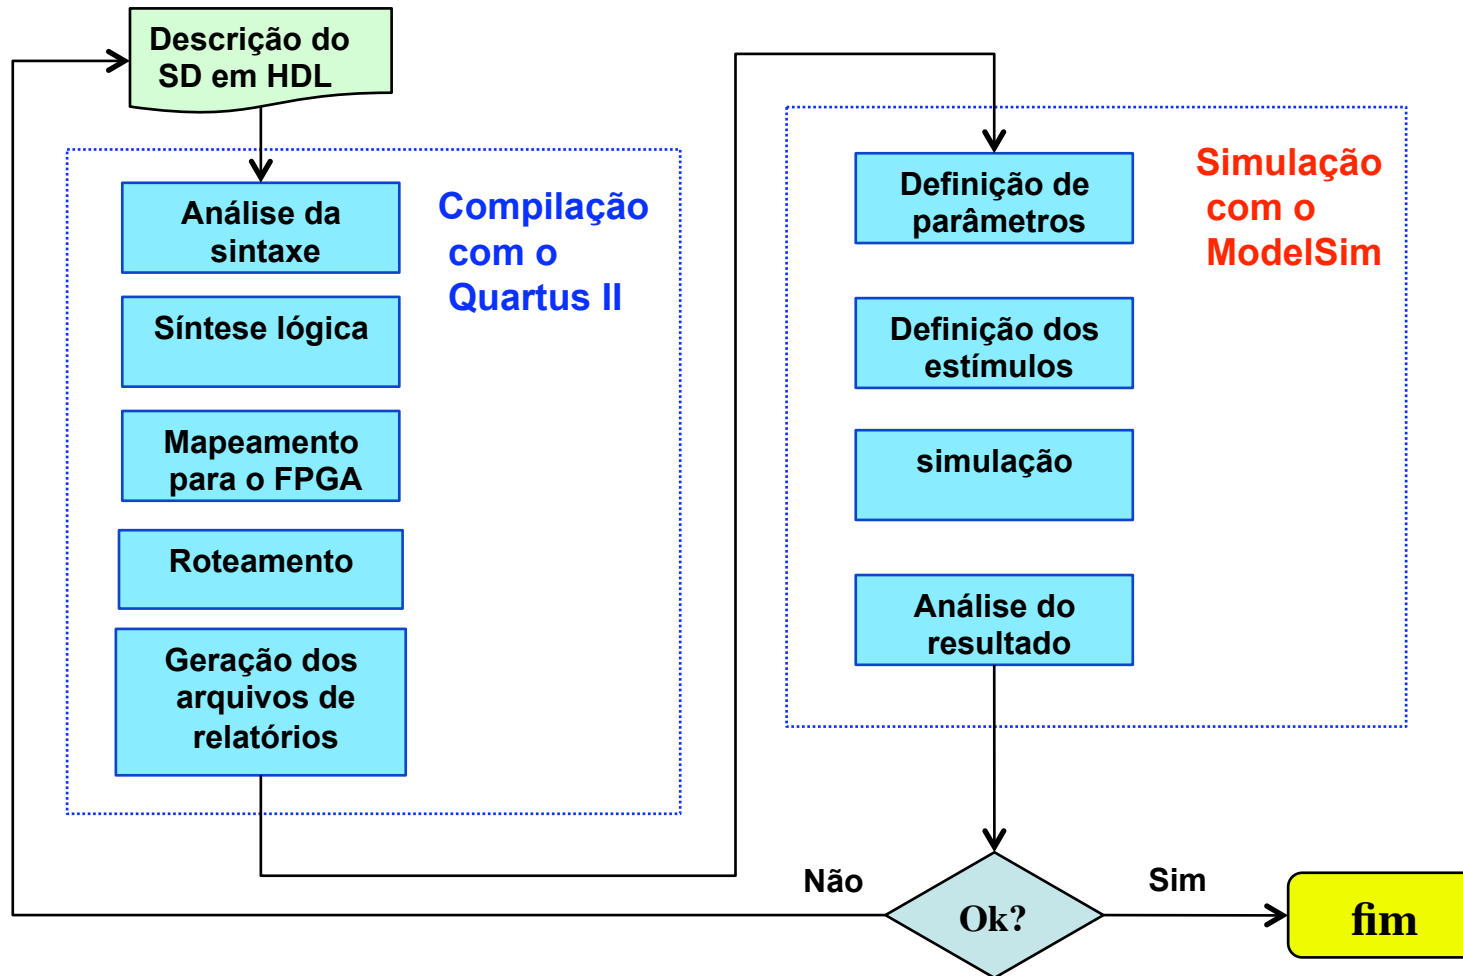 Descrição do
SD em HDL
Compilação
com o
Quartus II
Análise da
sintaxe
Síntese lógica
Mapeamento
para o FPGA
Roteamento
Geração dos
arquivos de
relatórios
Simulação
com o
ModelSim
Definição de
parâmetros
Definição dos
estímulos
simulação
Análise do
resultado
Não
Ok?
Sim
fim